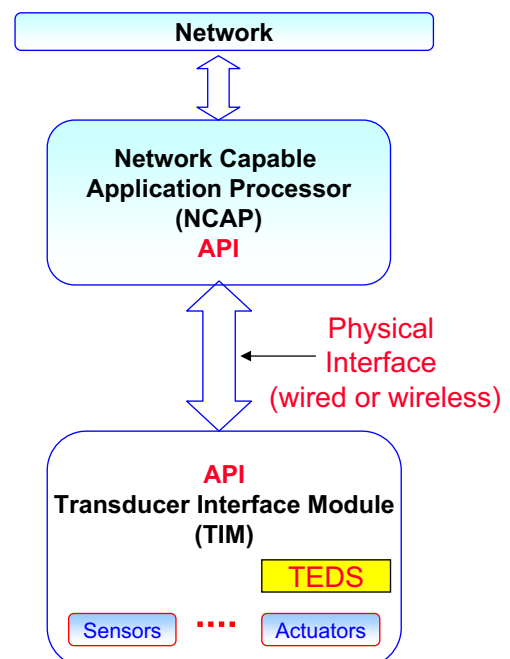 Network
Network Capable
Application Processor
(NCAP)
API
Physical
Interface
(wired or wireless)
API
Transducer Interface Module
(TIM)
TEDS
Sensors
....
Actuators